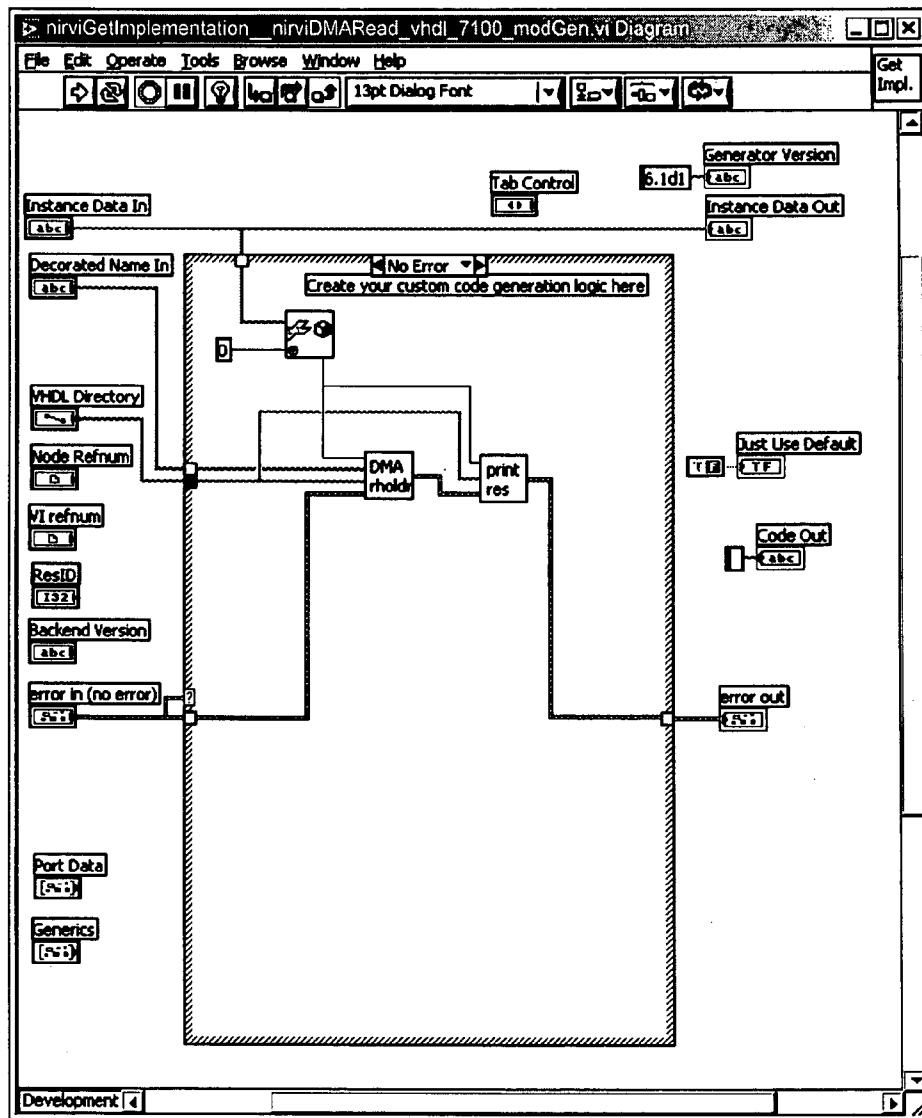 nirviGetImplementation__nirviDMARead_vhdl_7100_modGen.vi Diagram
File Edit Operate Tools Browse Window Help
Get Impl.
13pt Dialog Font
Generator Version
6.1d1
abc
Tab Control
Instance Data In
abc
Instance Data Out
abc
Decorated Name In
abc
No Error
Create your custom code generation logic here
0
VHDL Directory
Node Refnum
DMA rholdr
print res
Just Use Default
T F
TF
VI refnum
Code Out
abc
ResID
I32
Backend Version
abc
error in (no error)
?
error out
Port Data
Generics
Development